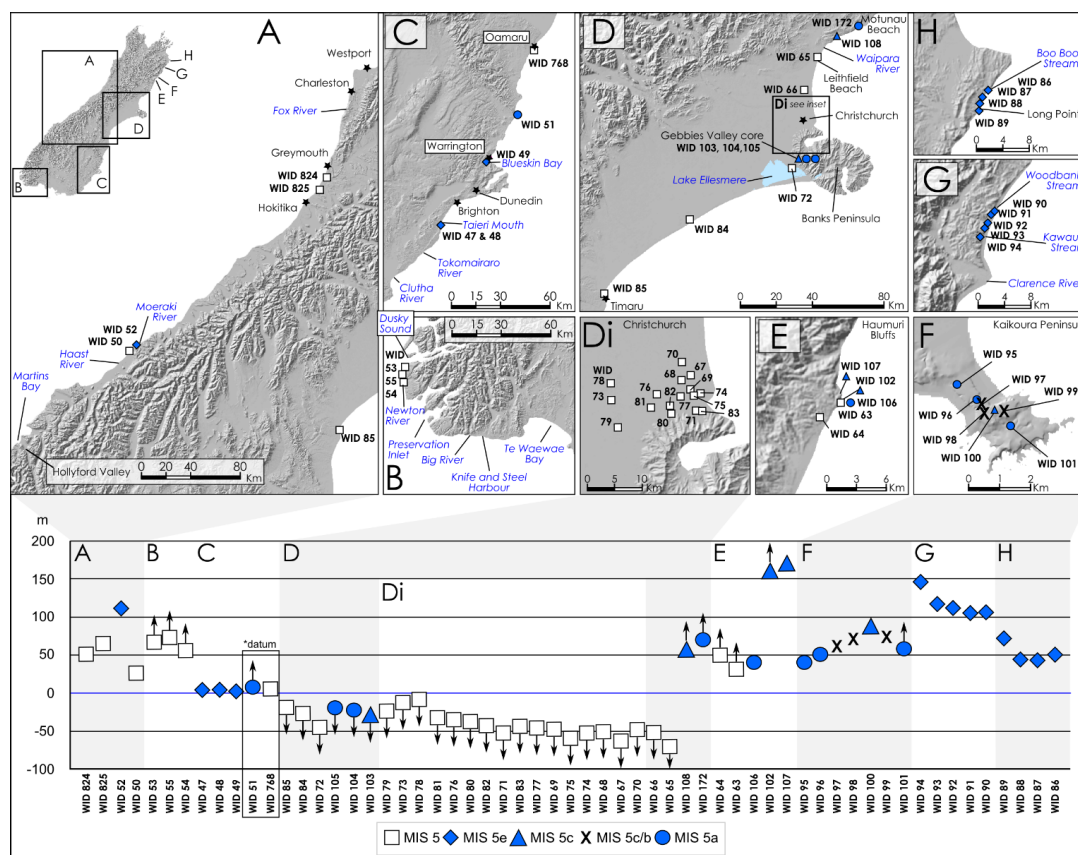 A
H
G
F
E
D
B
C
A
Westport
Charleston
Fox River
Greymouth
WID 824
WID 825
Hokitika
Moeraki
River
WID 52
WID 50
Haast
River
Martins
Bay
Hollyford Valley
WID 85
0 20 40 60 80
Km
C
Oamaru
WID 768
WID 51
Warrington
WID 49
Blueskin Bay
Dunedin
Brighton
Taieri Mouth
WID 47 & 48
Tokomairaro
River
Clutha
River
0 15 30 45 60
Km
Dusky
Sound
0 15 30 45 60
Km
WID
53
55
54
Newton
River
Preservation
Inlet
Big River
Te Waewae
Bay
Knife and Steel
Harbour
B
D
WID 172
Motunau
Beach
WID 108
WID 65
Waipara
River
Leithfield
Beach
WID 66
Di see inset
Christchurch
Gebbies Valley core
WID 103, 104,105
Lake Ellesmere
WID 72
Banks Peninsula
WID 84
WID 85
Timaru
0 20 40 60 80
Km
Di
Christchurch
WID
78
73
79
70
67
68
69
76
82
74
81
77
75
80
71
83
0 5 10
Km
E
Haumuri
Bluffs
WID 107
WID 102
WID 106
WID 63
WID 64
0 3 6
Km
H
Boo Boo
Stream
WID 86
WID 87
WID 88
Long Point
WID 89
0 4 8
Km
G
Woodbank
Stream
WID 90
WID 91
WID 92
WID 93
WID 94
Kawau
Stream
Clarence River
0 4 8
Km
F
Kaikoura Peninsula
WID 95
WID 97
WID 99
WID 96
WID 98
WID 100
WID 101
0 1 2
Km
m
200
150
100
50
0
-50
-100
A B C D Di E F G H
*datum
WID 824
WID 825
WID 52
WID 50
WID 53
WID 55
WID 54
WID 47
WID 48
WID 49
WID 51
WID 768
WID 85
WID 84
WID 72
WID 105
WID 104
WID 103
WID 79
WID 73
WID 78
WID 81
WID 76
WID 80
WID 82
WID 71
WID 83
WID 77
WID 69
WID 75
WID 74
WID 68
WID 67
WID 70
WID 66
WID 65
WID 108
WID 172
WID 64
WID 63
WID 106
WID 102
WID 107
WID 95
WID 96
WID 97
WID 98
WID 100
WID 99
WID 101
WID 94
WID 93
WID 92
WID 91
WID 90
WID 89
WID 88
WID 87
WID 86
MIS 5 MIS 5e MIS 5c MIS 5c/b MIS 5a